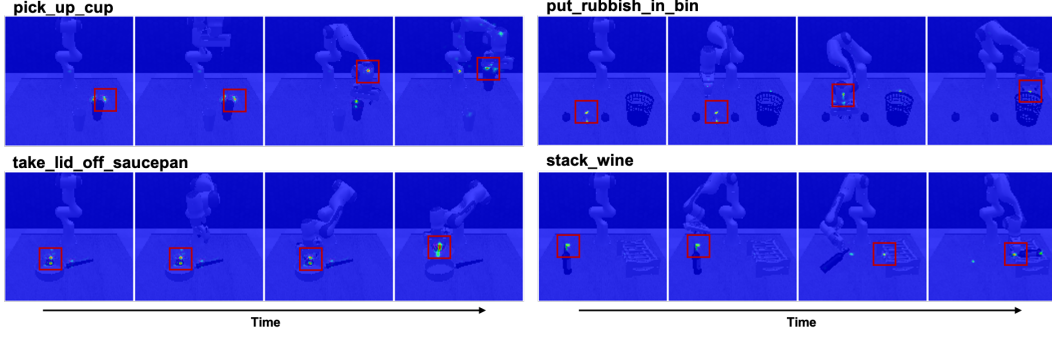 pick_up_cup
put_rubbish_in_bin
take_lid_off_saucepan
stack_wine
Time
Time